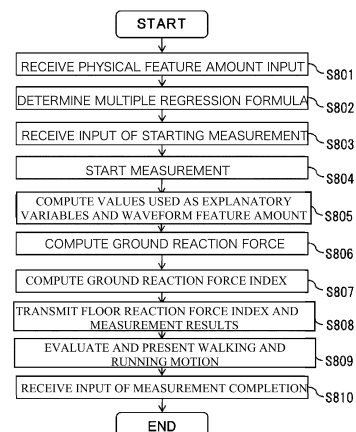 START
RECEIVE PHYSICAL FEATURE AMOUNT INPUT
S801
DETERMINE MULTIPLE REGRESSION FORMULA
S802
RECEIVE INPUT OF STARTING MEASUREMENT
S803
START MEASUREMENT
S804
COMPUTE VALUES USED AS EXPLANATORY
VARIABLES AND WAVEFORM FEATURE AMOUNT
S805
COMPUTE GROUND REACTION FORCE
S806
COMPUTE GROUND REACTION FORCE INDEX
S807
TRANSMIT FLOOR REACTION FORCE INDEX AND
MEASUREMENT RESULTS
S808
EVALUATE AND PRESENT WALKING AND
RUNNING MOTION
S809
RECEIVE INPUT OF MEASUREMENT COMPLETION
S810
END